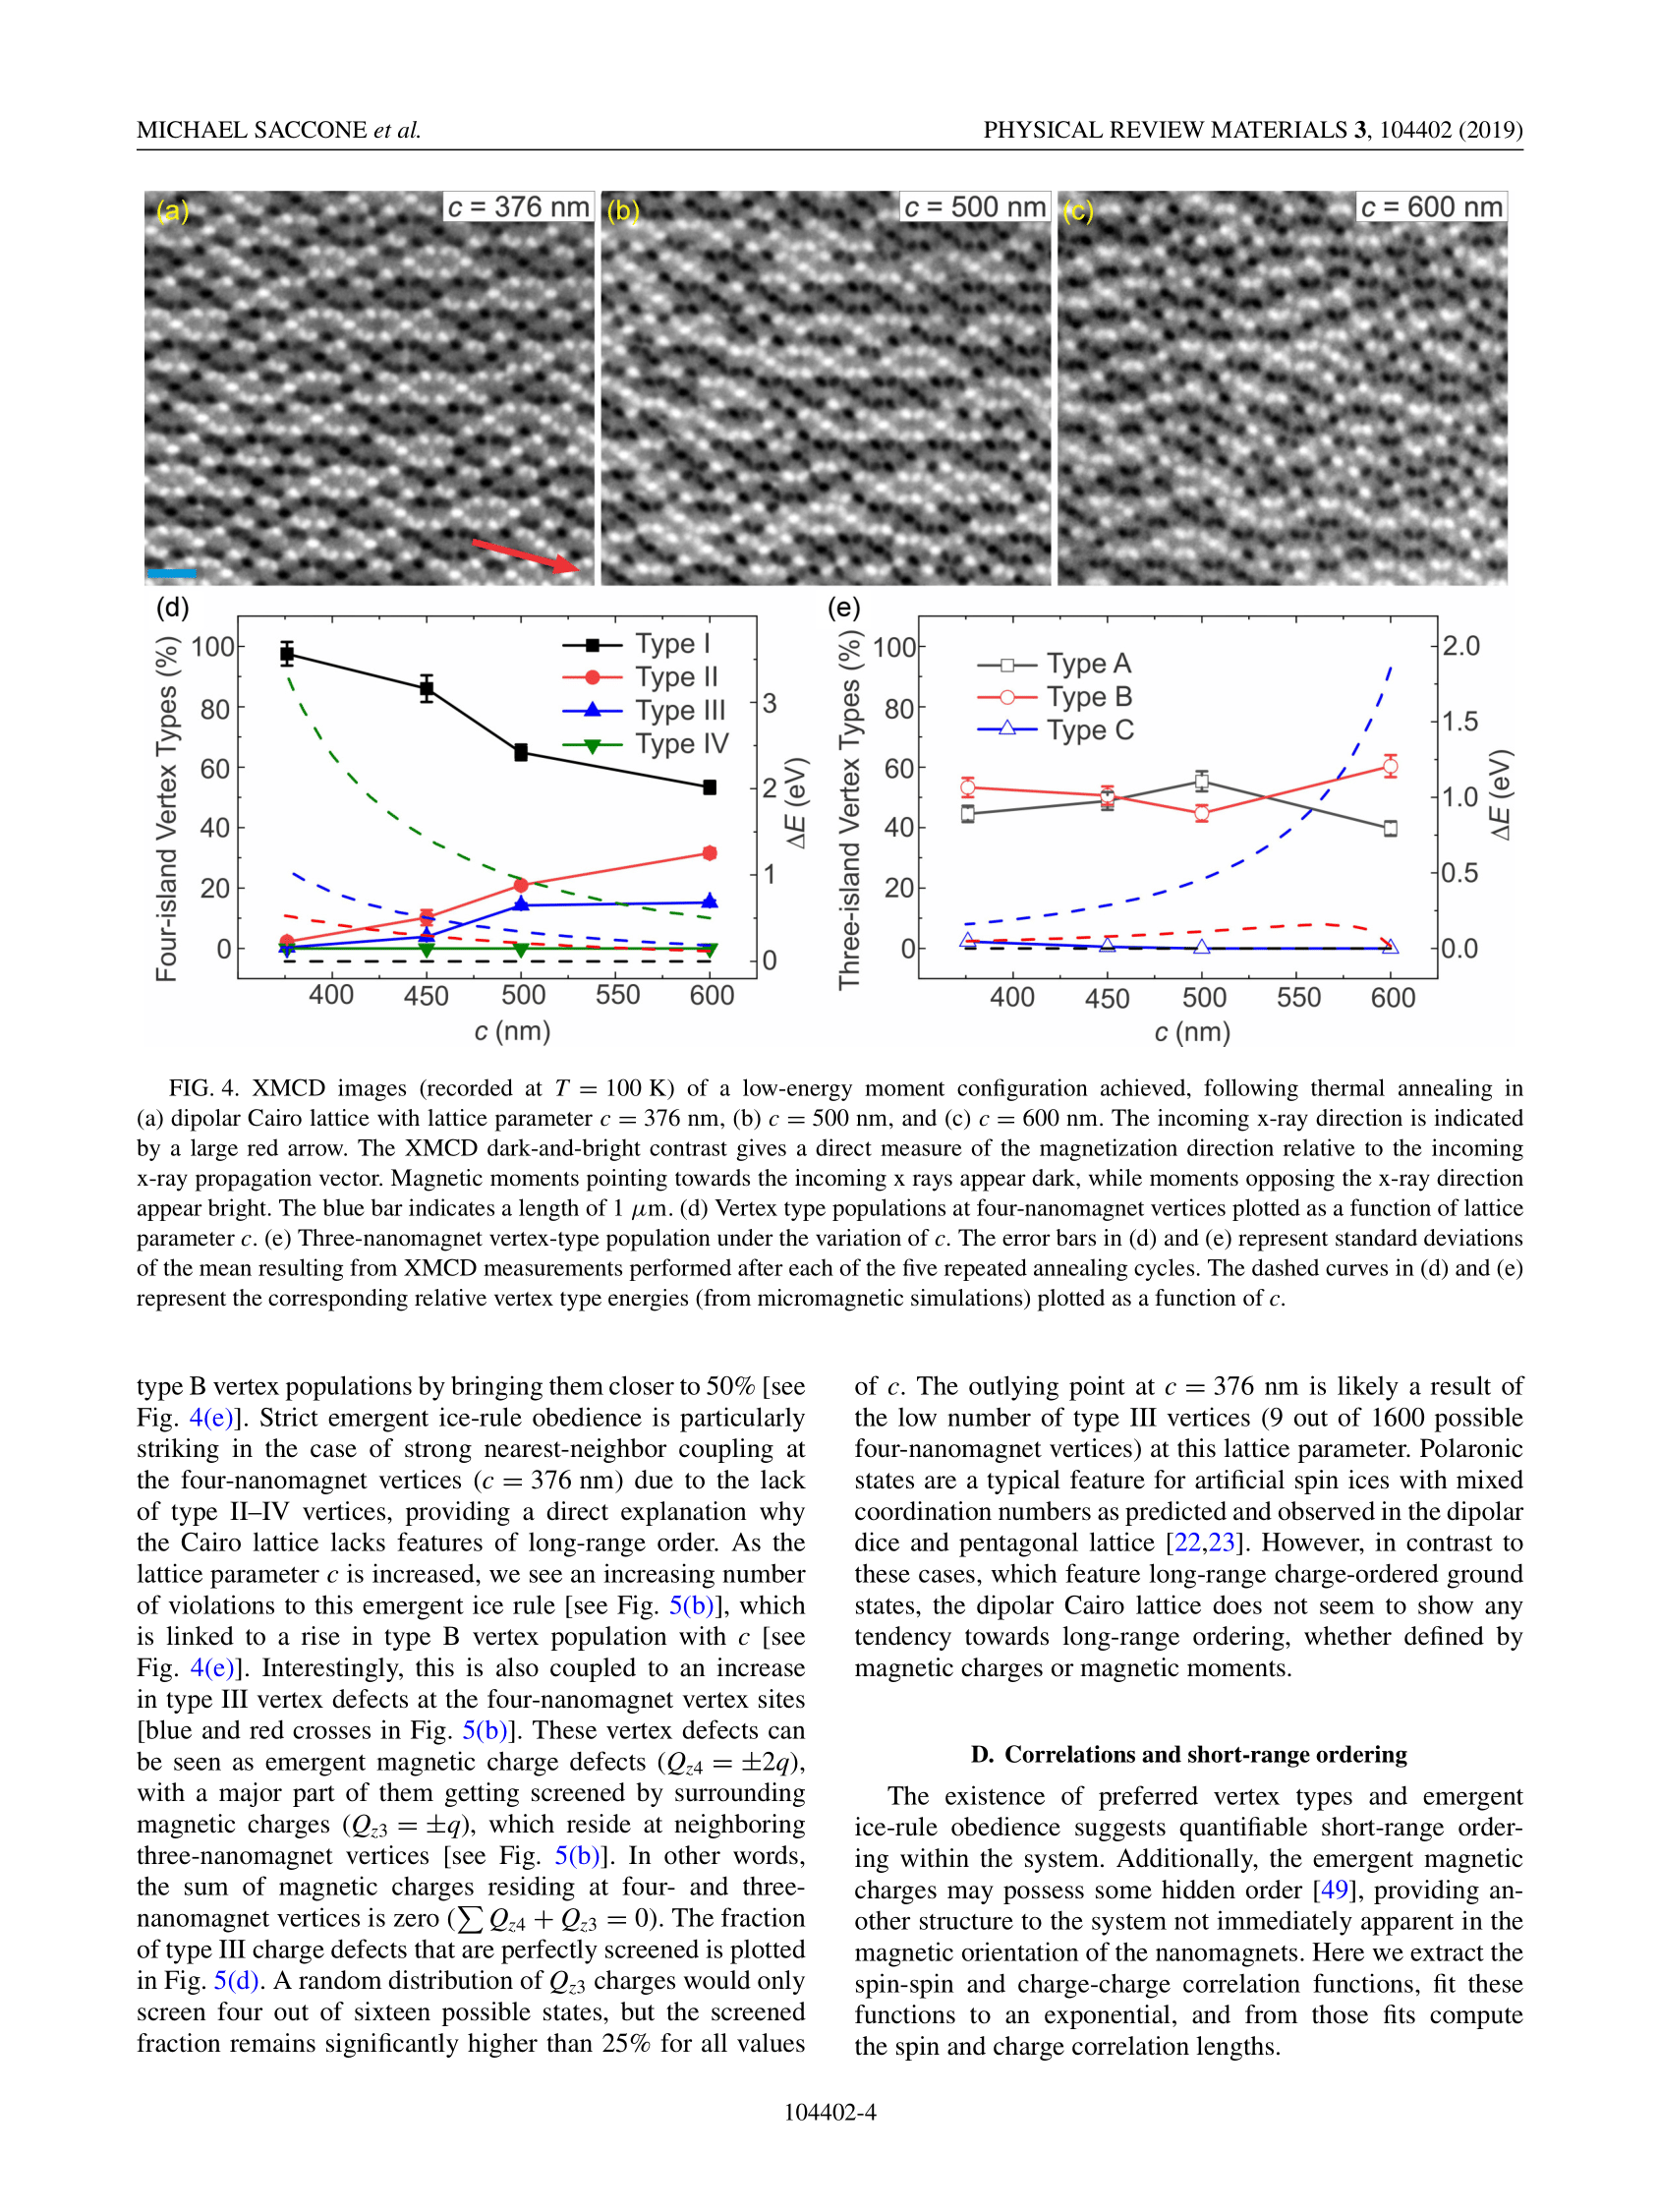 MICHAEL SACCONE et al.
PHYSICAL REVIEW MATERIALS 3, 104402 (2019)
(a)
c = 376 nm
(b)
c = 500 nm
(c)
c = 600 nm
(d)
Four-island Vertex Types (%)
100
80
60
40
20
0
Type I
Type II
Type III
Type IV
3
2
1
0
ΔE (eV)
400 450 500 550 600
c (nm)
(e)
Three-island Vertex Types (%)
100
80
60
40
20
0
Type A
Type B
Type C
2.0
1.5
1.0
0.5
0.0
ΔE (eV)
400 450 500 550 600
c (nm)
FIG. 4. XMCD images (recorded at T = 100 K) of a low-energy moment configuration achieved, following thermal annealing in
(a) dipolar Cairo lattice with lattice parameter c = 376 nm, (b) c = 500 nm, and (c) c = 600 nm. The incoming x-ray direction is indicated
by a large red arrow. The XMCD dark-and-bright contrast gives a direct measure of the magnetization direction relative to the incoming
x-ray propagation vector. Magnetic moments pointing towards the incoming x rays appear dark, while moments opposing the x-ray direction
appear bright. The blue bar indicates a length of 1 μm. (d) Vertex type populations at four-nanomagnet vertices plotted as a function of lattice
parameter c. (e) Three-nanomagnet vertex-type population under the variation of c. The error bars in (d) and (e) represent standard deviations
of the mean resulting from XMCD measurements performed after each of the five repeated annealing cycles. The dashed curves in (d) and (e)
represent the corresponding relative vertex type energies (from micromagnetic simulations) plotted as a function of c.
type B vertex populations by bringing them closer to 50% [see
Fig. 4(e)]. Strict emergent ice-rule obedience is particularly
striking in the case of strong nearest-neighbor coupling at
the four-nanomagnet vertices (c = 376 nm) due to the lack
of type II–IV vertices, providing a direct explanation why
the Cairo lattice lacks features of long-range order. As the
lattice parameter c is increased, we see an increasing number
of violations to this emergent ice rule [see Fig. 5(b)], which
is linked to a rise in type B vertex population with c [see
Fig. 4(e)]. Interestingly, this is also coupled to an increase
in type III vertex defects at the four-nanomagnet vertex sites
[blue and red crosses in Fig. 5(b)]. These vertex defects can
be seen as emergent magnetic charge defects (Qz4 = ±2q),
with a major part of them getting screened by surrounding
magnetic charges (Qz3 = ±q), which reside at neighboring
three-nanomagnet vertices [see Fig. 5(b)]. In other words,
the sum of magnetic charges residing at four- and three-
nanomagnet vertices is zero (∑ Qz4 + Qz3 = 0). The fraction
of type III charge defects that are perfectly screened is plotted
in Fig. 5(d). A random distribution of Qz3 charges would only
screen four out of sixteen possible states, but the screened
fraction remains significantly higher than 25% for all values
of c. The outlying point at c = 376 nm is likely a result of
the low number of type III vertices (9 out of 1600 possible
four-nanomagnet vertices) at this lattice parameter. Polaronic
states are a typical feature for artificial spin ices with mixed
coordination numbers as predicted and observed in the dipolar
dice and pentagonal lattice [22,23]. However, in contrast to
these cases, which feature long-range charge-ordered ground
states, the dipolar Cairo lattice does not seem to show any
tendency towards long-range ordering, whether defined by
magnetic charges or magnetic moments.
D. Correlations and short-range ordering
The existence of preferred vertex types and emergent
ice-rule obedience suggests quantifiable short-range order-
ing within the system. Additionally, the emergent magnetic
charges may possess some hidden order [49], providing an-
other structure to the system not immediately apparent in the
magnetic orientation of the nanomagnets. Here we extract the
spin-spin and charge-charge correlation functions, fit these
functions to an exponential, and from those fits compute
the spin and charge correlation lengths.
104402-4